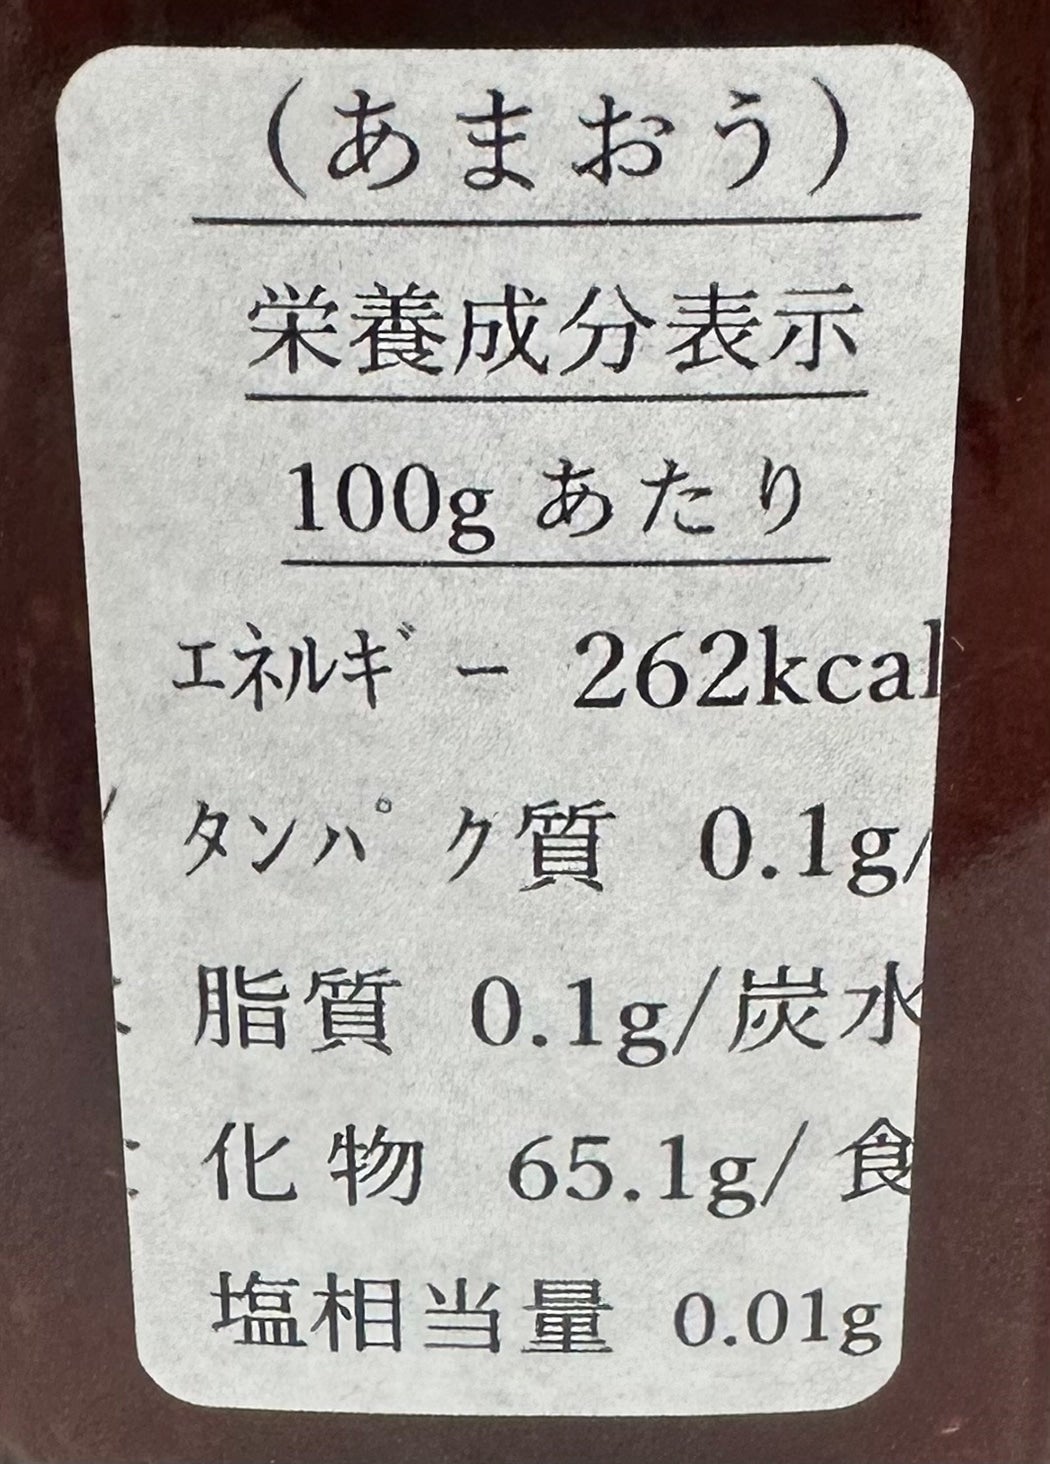 （あまおう）
栄養成分表示
100g あたり
ｴﾈﾙｷﾞｰ 262kcal
ﾀﾝﾊﾟｸ質 0.1g/
脂質 0.1g/炭水
化物 65.1g/ 食
塩相当量 0.01g